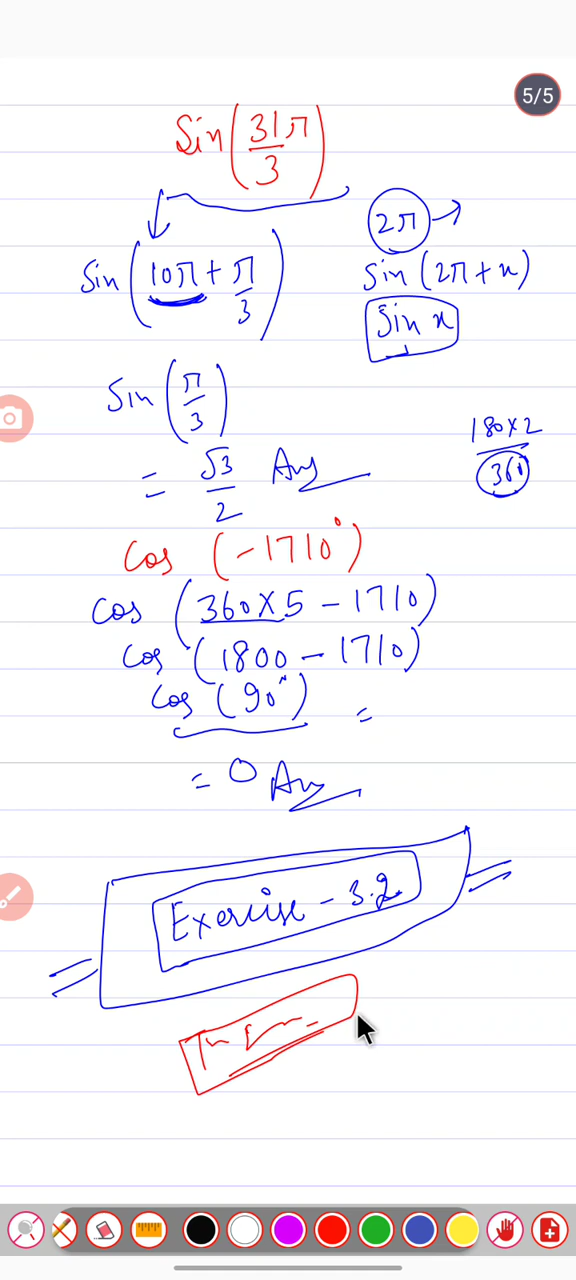 5/5
Sin(31π/3)
Sin(10π + π/3)
2π →
Sin(2π+x)
Sin x
Sin(π/3)
= √3/2 Ans
180×2
360
Cos (-1710°)
Cos (360×5 - 1710)
Cos (1800 - 1710)
Cos (90°) =
= 0 Ans
Exercise - 3.2